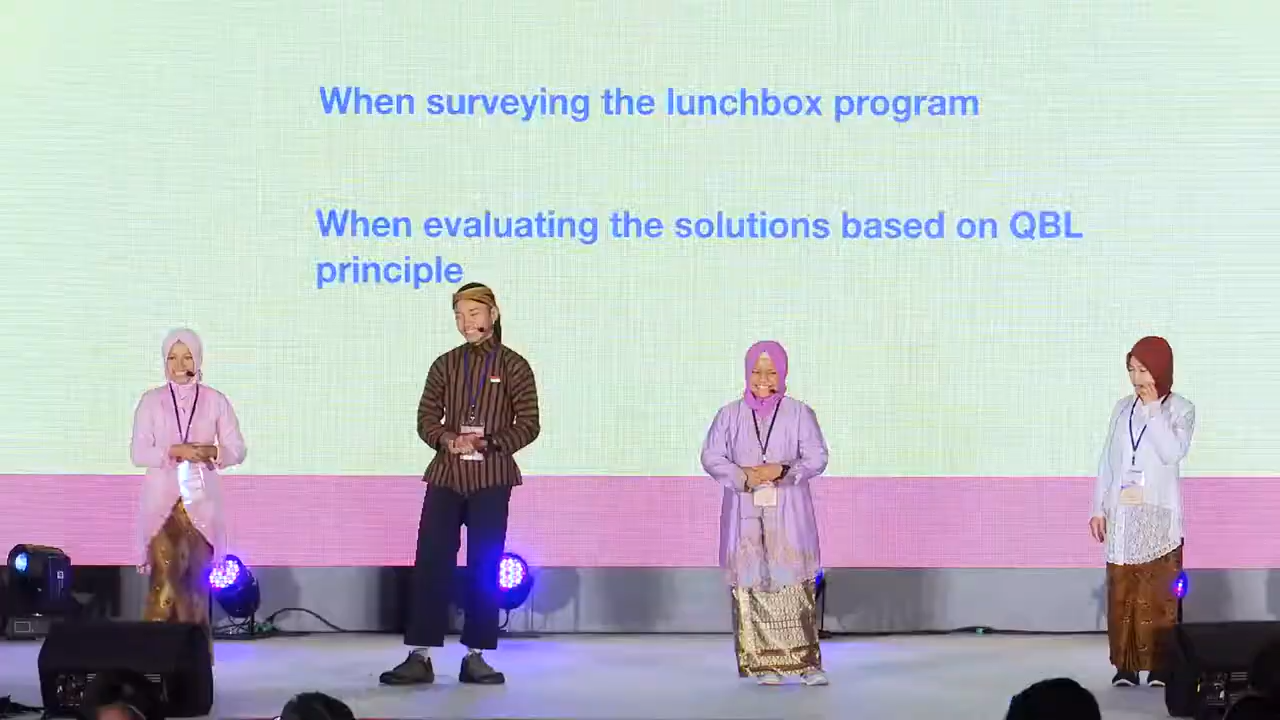 When surveying the lunchbox program
When evaluating the solutions based on QBL
principle